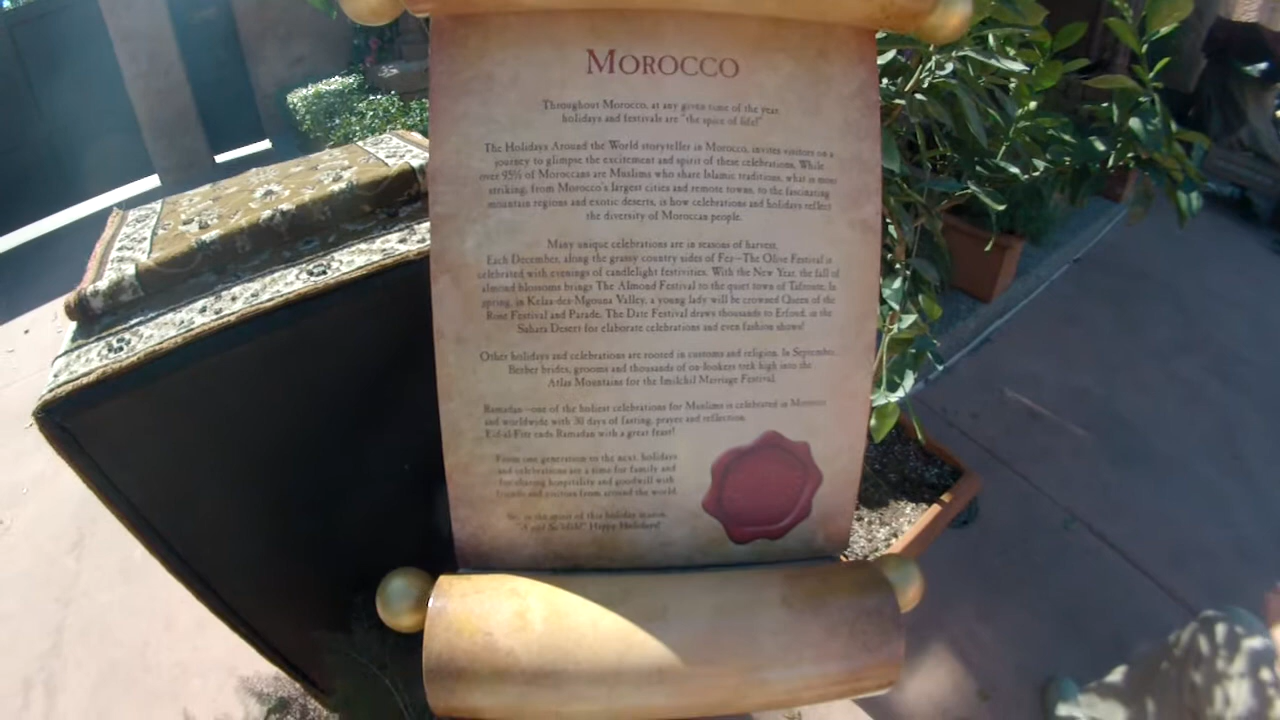 MOROCCO
Throughout Morocco, at any given time of the year,
holidays and festivals are "the spice of life!"
The Holidays Around the World storyteller in Morocco, invites visitors on a
journey to glimpse the excitement and spirit of these celebrations. While
over 95% of Moroccans are Muslims who share Islamic traditions, what is most
striking, from Morocco's largest cities and remote towns, to the fascinating
mountain regions and exotic deserts, is how celebrations and holidays reflect
the diversity of Moroccan people.
Many unique celebrations are in seasons of harvest.
Each December, along the grassy country sides of Fez—The Olive Festival is
celebrated with evenings of candlelight festivities. With the New Year, the fall of
almond blossoms brings The Almond Festival to the quiet town of Tafroute. In
spring, in Kelaa-des-Mgouna Valley, a young lady will be crowned Queen of the
Rose Festival and Parade. The Date Festival draws thousands to Erfoud, in the
Sahara Desert for elaborate celebrations and even fashion shows!
Other holidays and celebrations are rooted in customs and religion. In September,
Berber brides, grooms and thousands of on-lookers trek high into the
Atlas Mountains for the Imilchil Marriage Festival.
Ramadan—one of the holiest celebrations for Muslims is celebrated in Morocco
and worldwide with 30 days of fasting, prayer and reflection.
Eid-al-Fitr ends Ramadan with a great feast!
From one generation to the next, holidays
and celebrations are a time for family and
for sharing hospitality and goodwill with
friends and visitors from around the world.
So, in the spirit of this holiday season,
Happy Holidays!